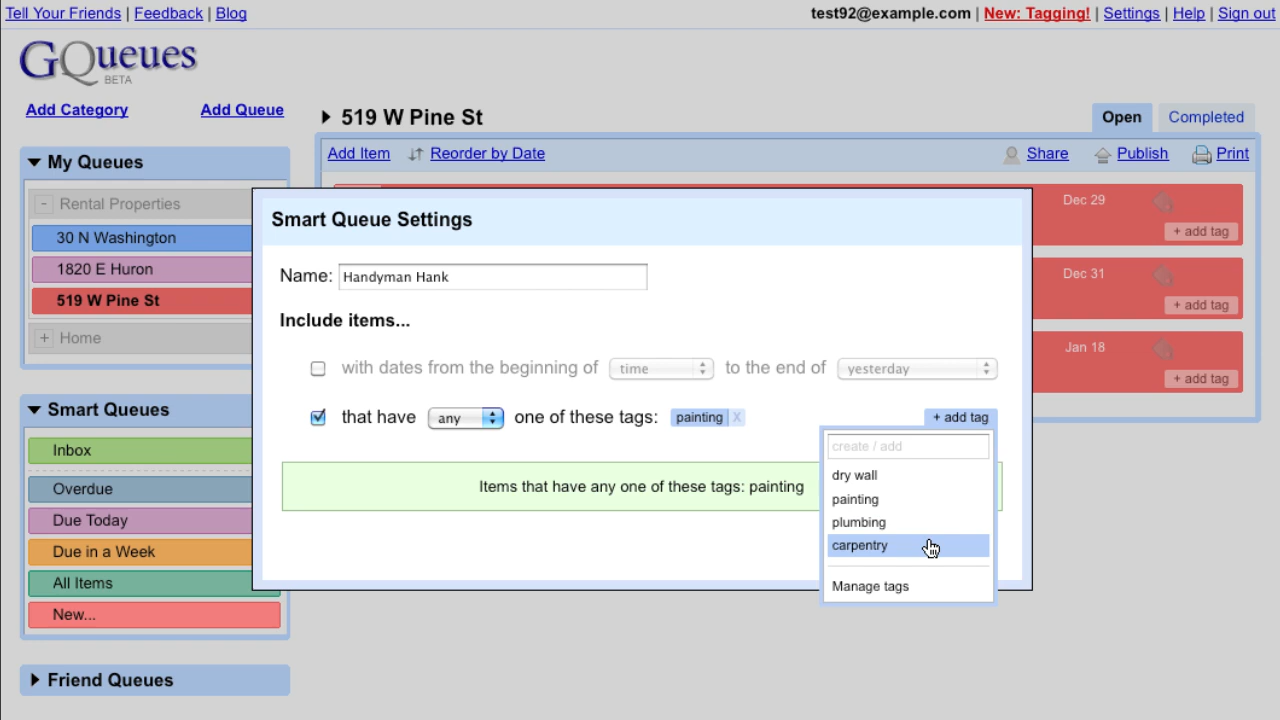 Tell Your Friends | Feedback | Blog
test92@example.com | New: Tagging! | Settings | Help | Sign out
GQUEUES
BETA
Add Category
Add Queue
My Queues
- Rental Properties
30 N Washington
1820 E Huron
519 W Pine St
+ Home
Smart Queues
Inbox
Overdue
Due Today
Due in a Week
All Items
New...
Friend Queues
519 W Pine St
Open
Completed
Add Item
Reorder by Date
Share
Publish
Print
Dec 29
+ add tag
Dec 31
+ add tag
Jan 18
+ add tag
Smart Queue Settings
Name: Handyman Hank
Include items...
with dates from the beginning of time to the end of yesterday
that have any one of these tags: painting X
+ add tag
create / add
dry wall
painting
plumbing
carpentry
Manage tags
Items that have any one of these tags: painting